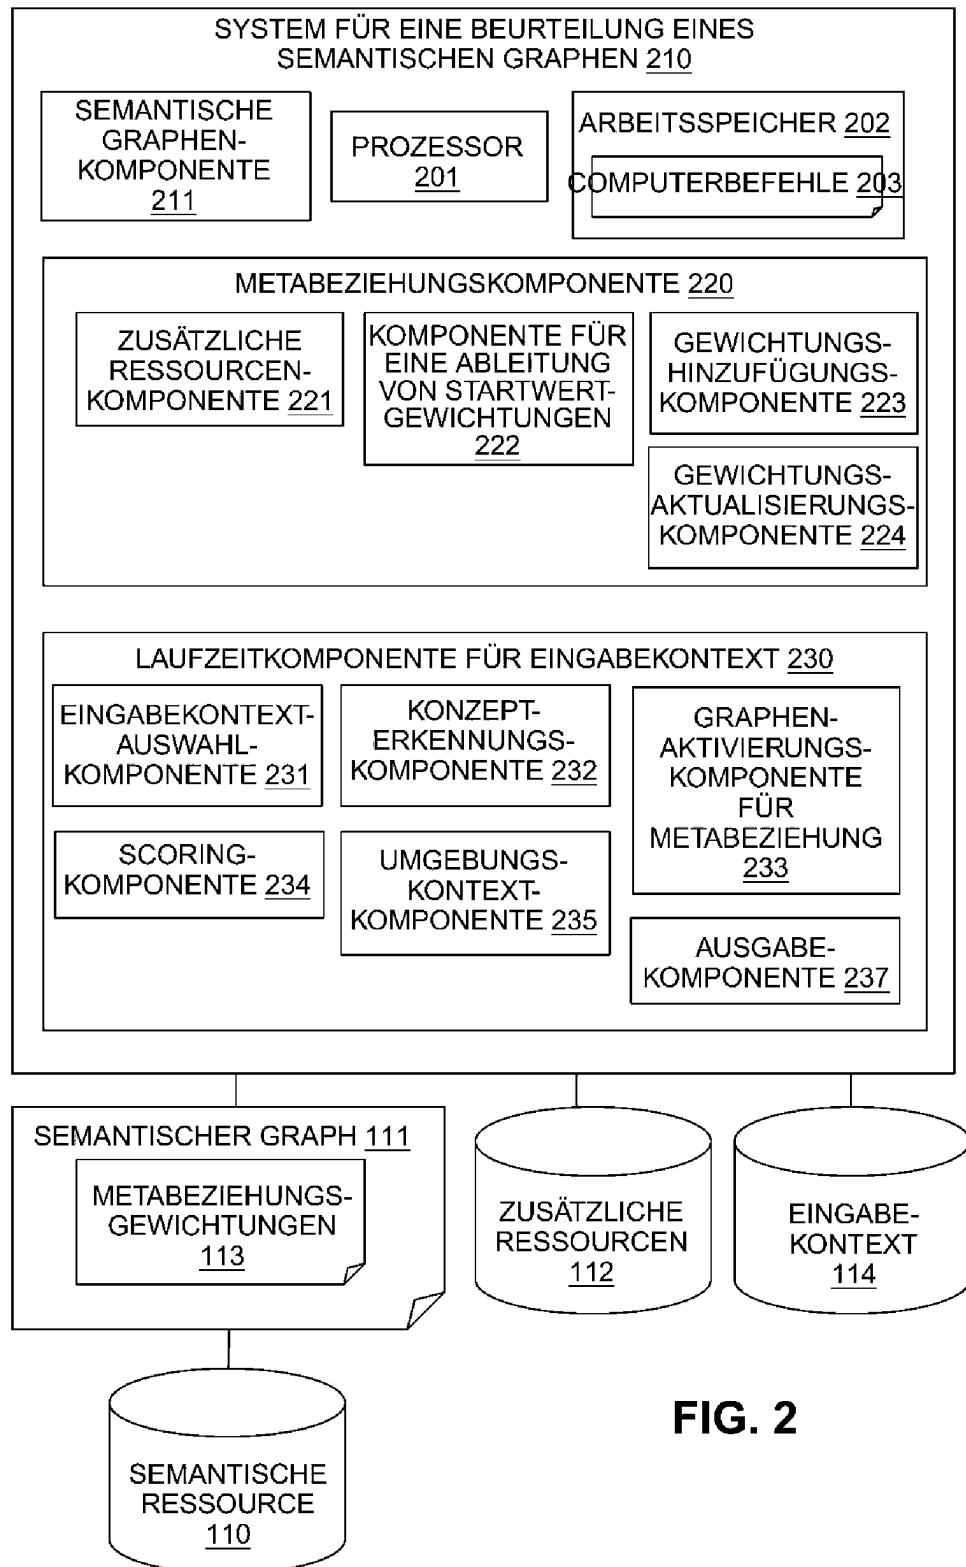 SYSTEM FÜR EINE BEURTEILUNG EINES
SEMANTISCHEN GRAPHEN 210
SEMANTISCHE
GRAPHEN-
KOMPONENTE
211
PROZESSOR
201
ARBEITSSPEICHER 202
COMPUTERBEFEHLE 203
METABEZIEHUNGSKOMPONENTE 220
ZUSÄTZLICHE
RESSOURCEN-
KOMPONENTE 221
KOMPONENTE FÜR
EINE ABLEITUNG
VON STARTWERT-
GEWICHTUNGEN
222
GEWICHTUNGS-
HINZUFÜGUNGS-
KOMPONENTE 223
GEWICHTUNGS-
AKTUALISIERUNGS-
KOMPONENTE 224
LAUFZEITKOMPONENTE FÜR EINGABEKONTEXT 230
EINGABEKONTEXT-
AUSWAHL-
KOMPONENTE 231
KONZEPT-
ERKENNUNGS-
KOMPONENTE 232
GRAPHEN-
AKTIVIERUNGS-
KOMPONENTE
FÜR
METABEZIEHUNG
233
SCORING-
KOMPONENTE 234
UMGEBUNGS-
KONTEXT-
KOMPONENTE 235
AUSGABE-
KOMPONENTE 237
SEMANTISCHER GRAPH 111
METABEZIEHUNGS-
GEWICHTUNGEN
113
ZUSÄTZLICHE
RESSOURCEN
112
EINGABE-
KONTEXT
114
SEMANTISCHE
RESSOURCE
110
FIG. 2